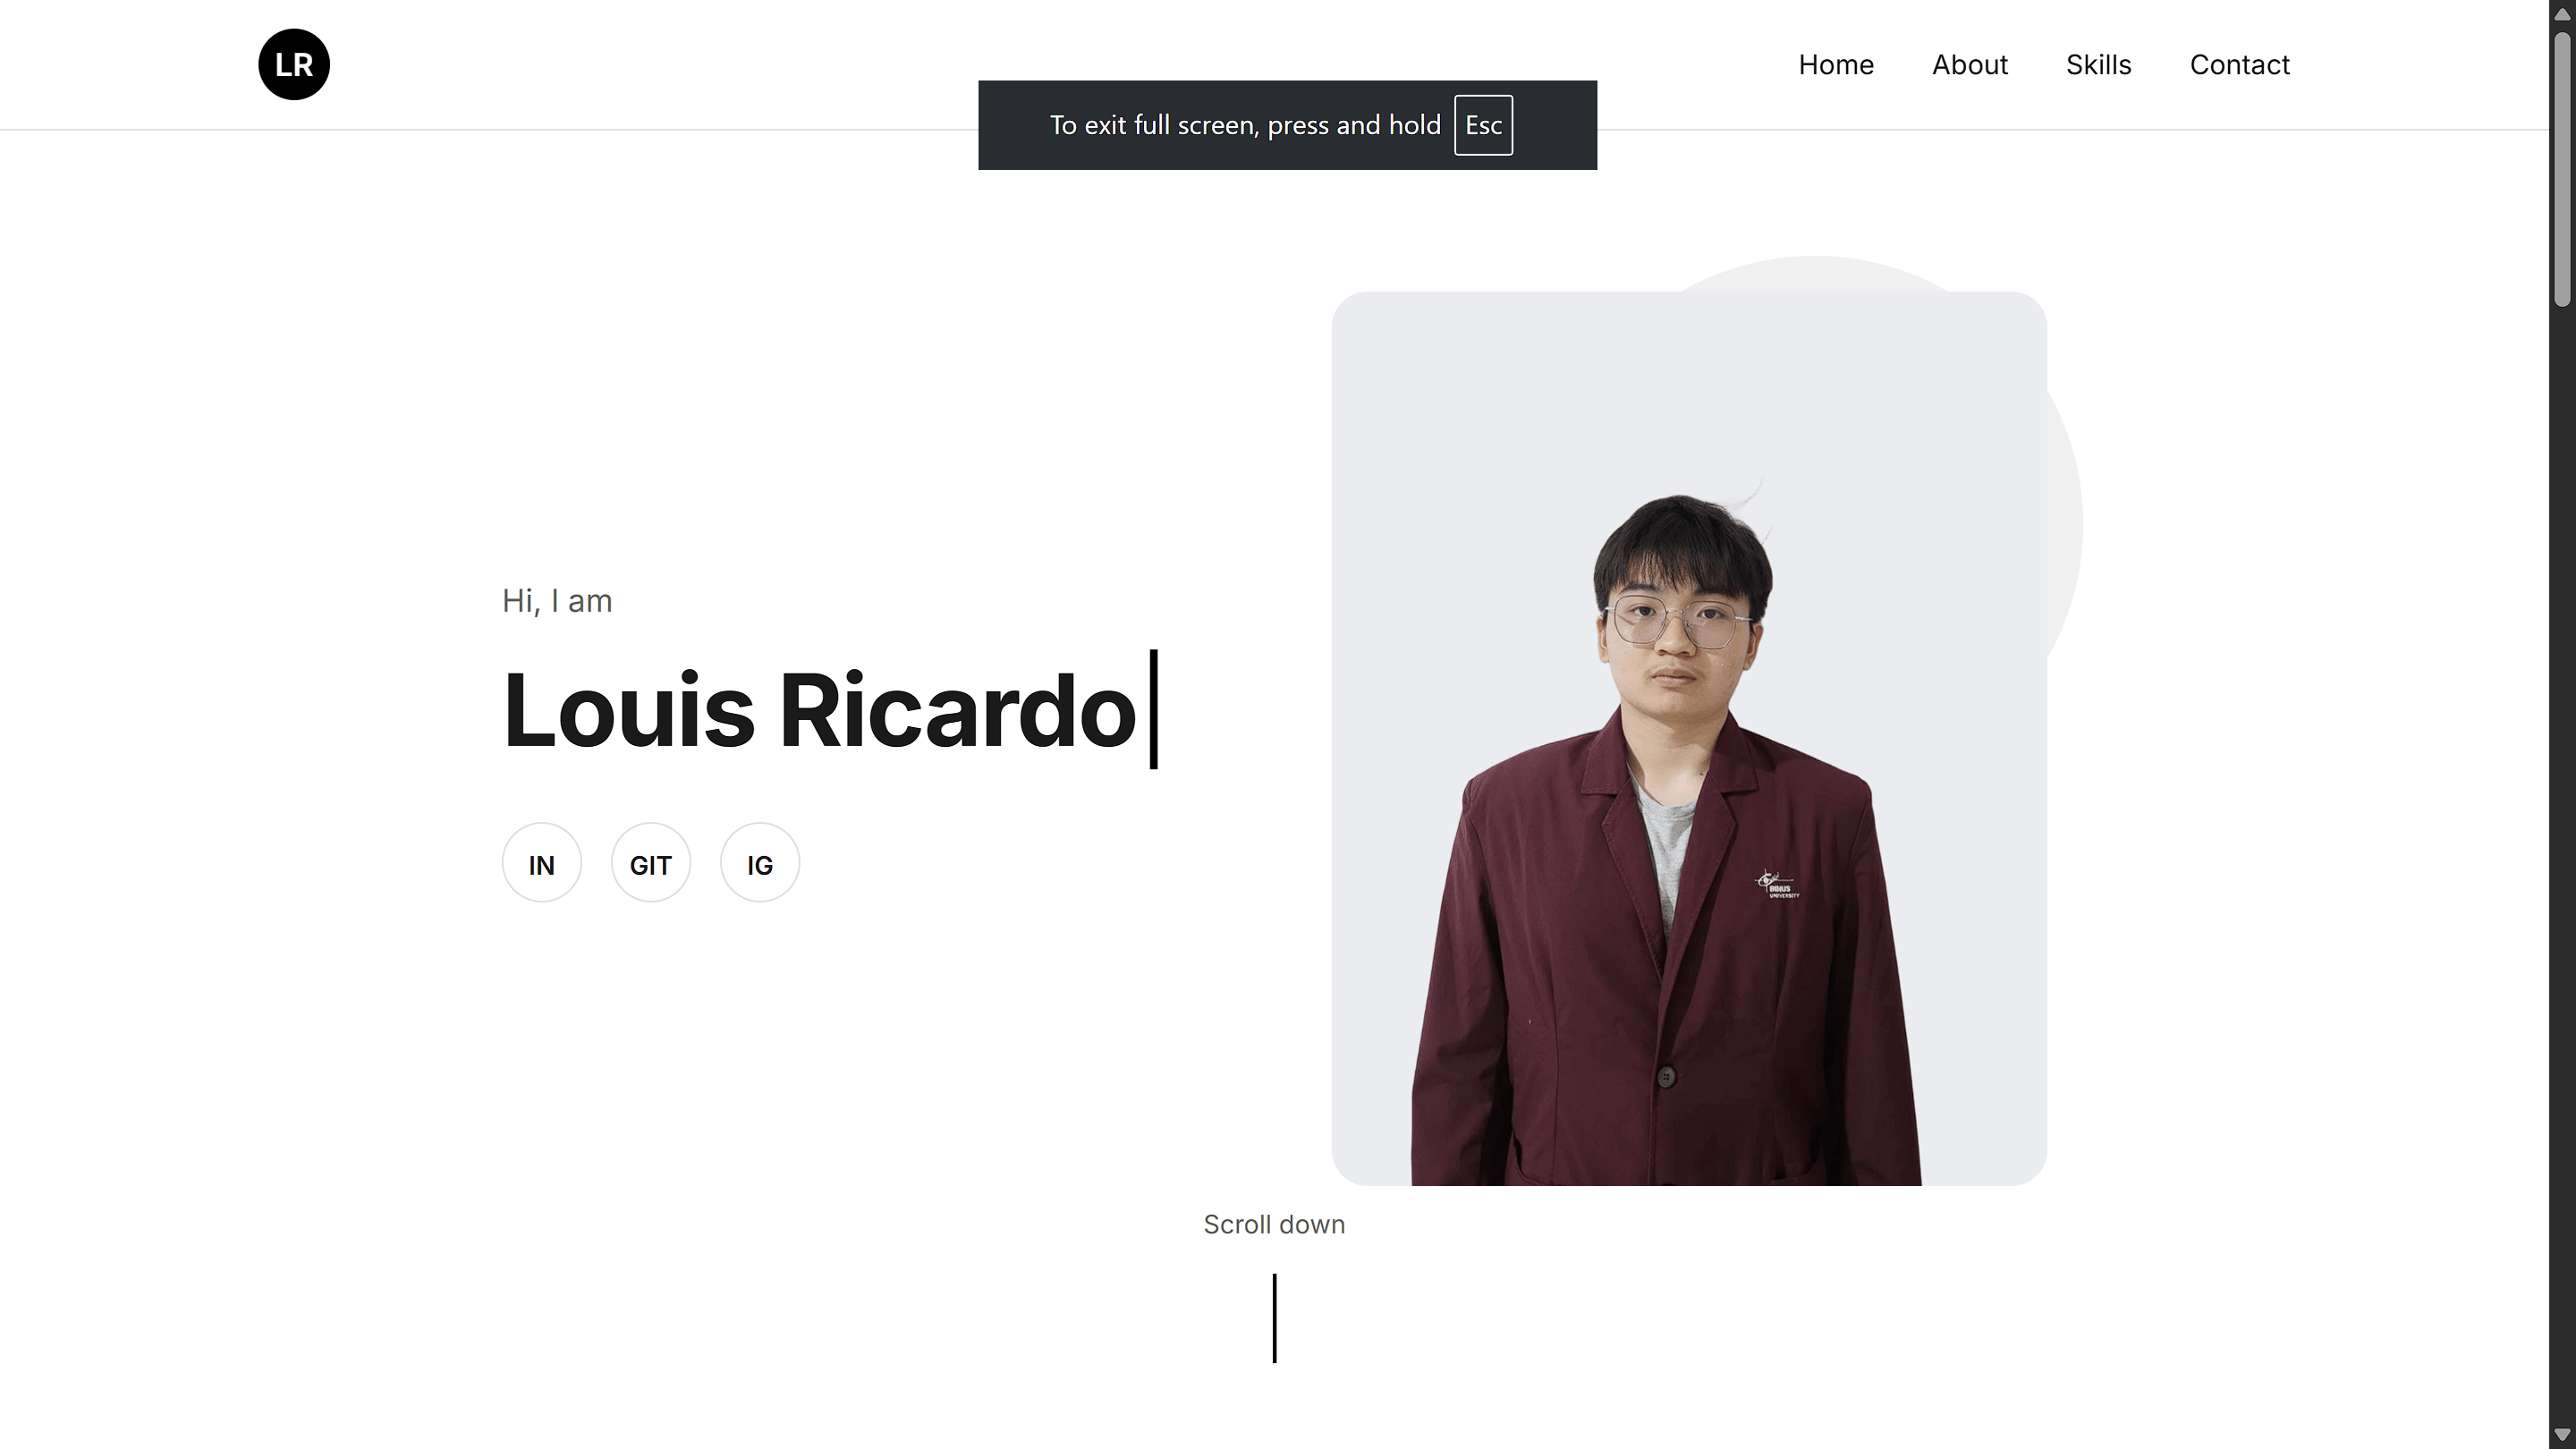 LR
Home
About
Skills
Contact
To exit full screen, press and hold Esc
Hi, I am
Louis Ricardo
IN
GIT
IG
UNIVERSITY
Scroll down